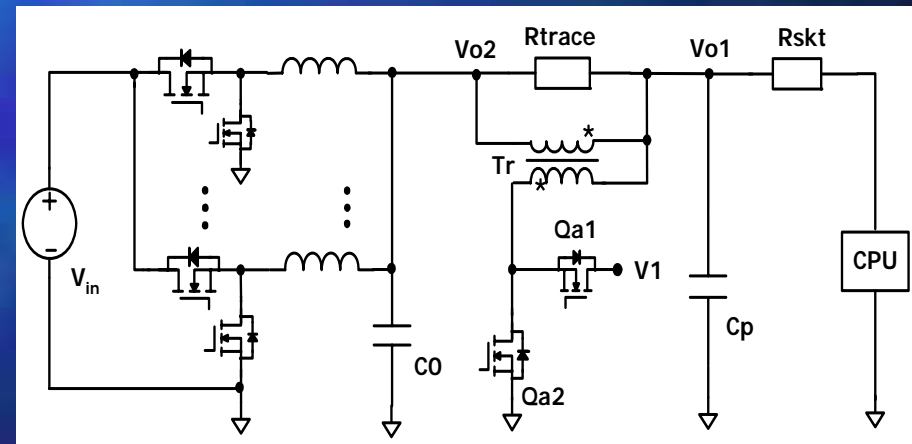 Vo2
Rtrace
Vo1
Rskt
*
Tr
*
Qa1
V1
+
-
Vin
CPU
Cp
C0
Qa2